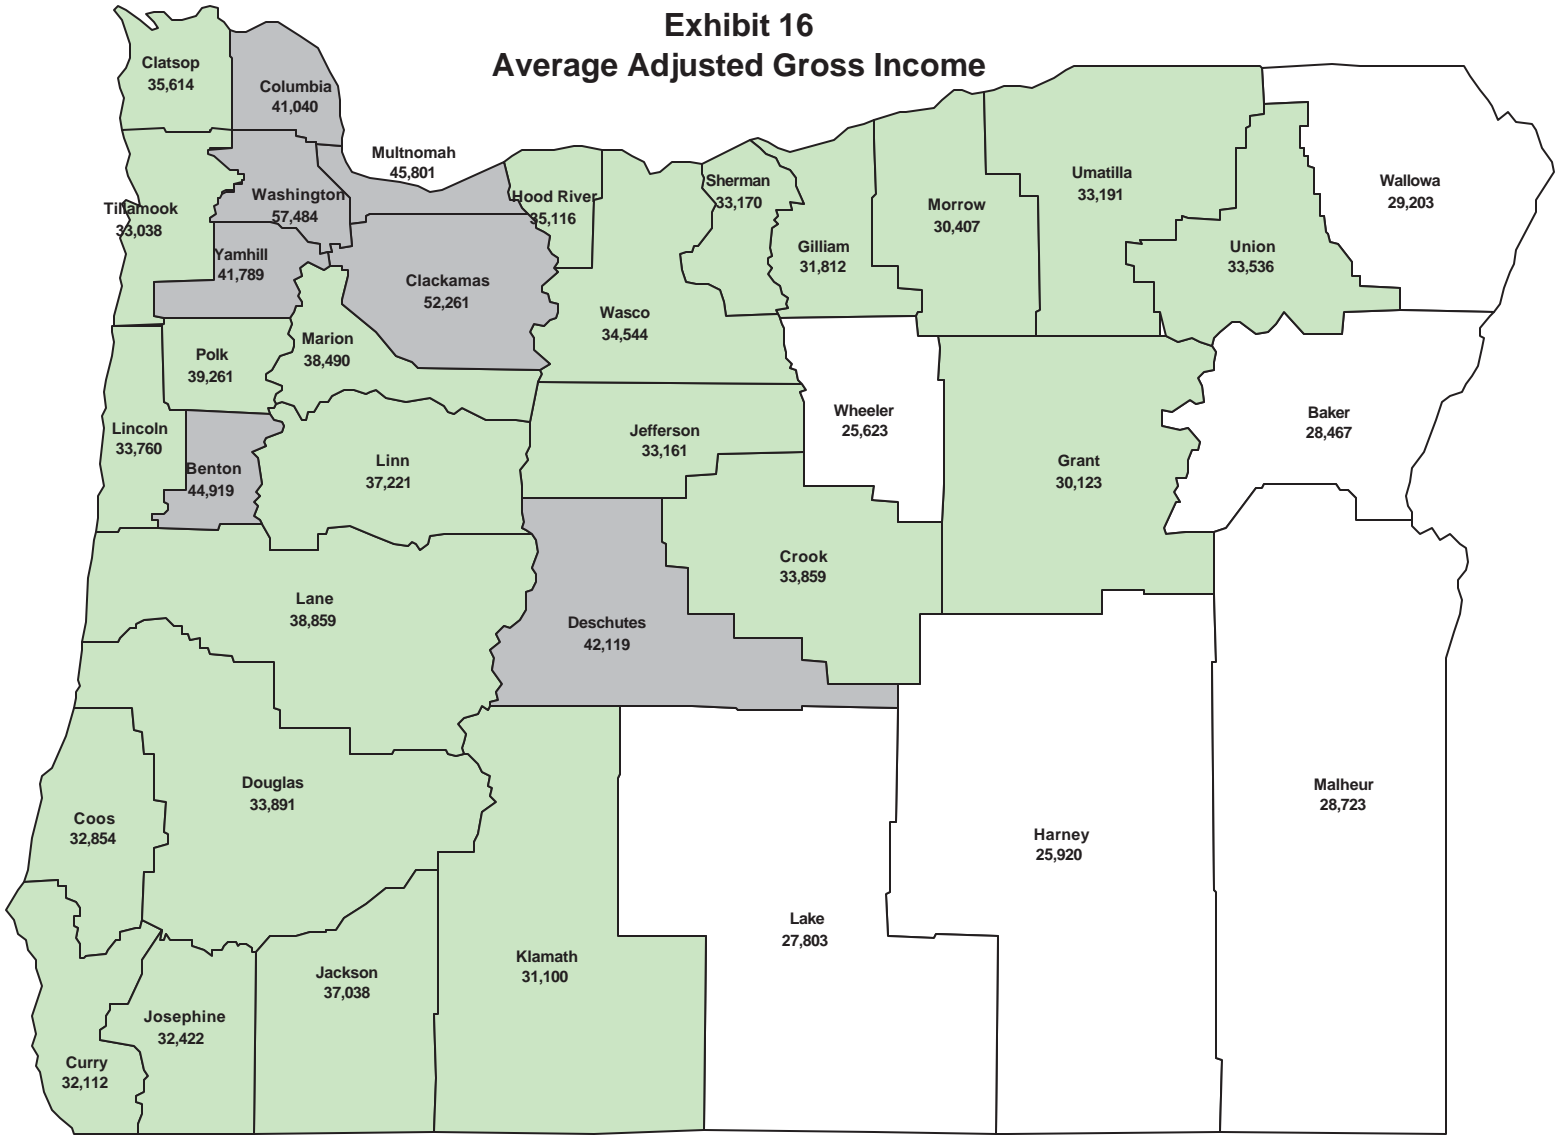 Exhibit 16
Average Adjusted Gross Income
Clatsop
35,614
Columbia
41,040
Multnomah
45,801
Hood River
35,116
Sherman
33,170
Umatilla
33,191
Wallowa
29,203
Tillamook
33,038
Washington
57,484
Morrow
30,407
Gilliam
31,812
Union
33,536
Yamhill
41,789
Clackamas
52,261
Wasco
34,544
Polk
39,261
Marion
38,490
Wheeler
25,623
Baker
28,467
Lincoln
33,760
Jefferson
33,161
Benton
44,919
Linn
37,221
Grant
30,123
Crook
33,859
Lane
38,859
Deschutes
42,119
Douglas
33,891
Malheur
28,723
Coos
32,854
Harney
25,920
Lake
27,803
Klamath
31,100
Jackson
37,038
Josephine
32,422
Curry
32,112